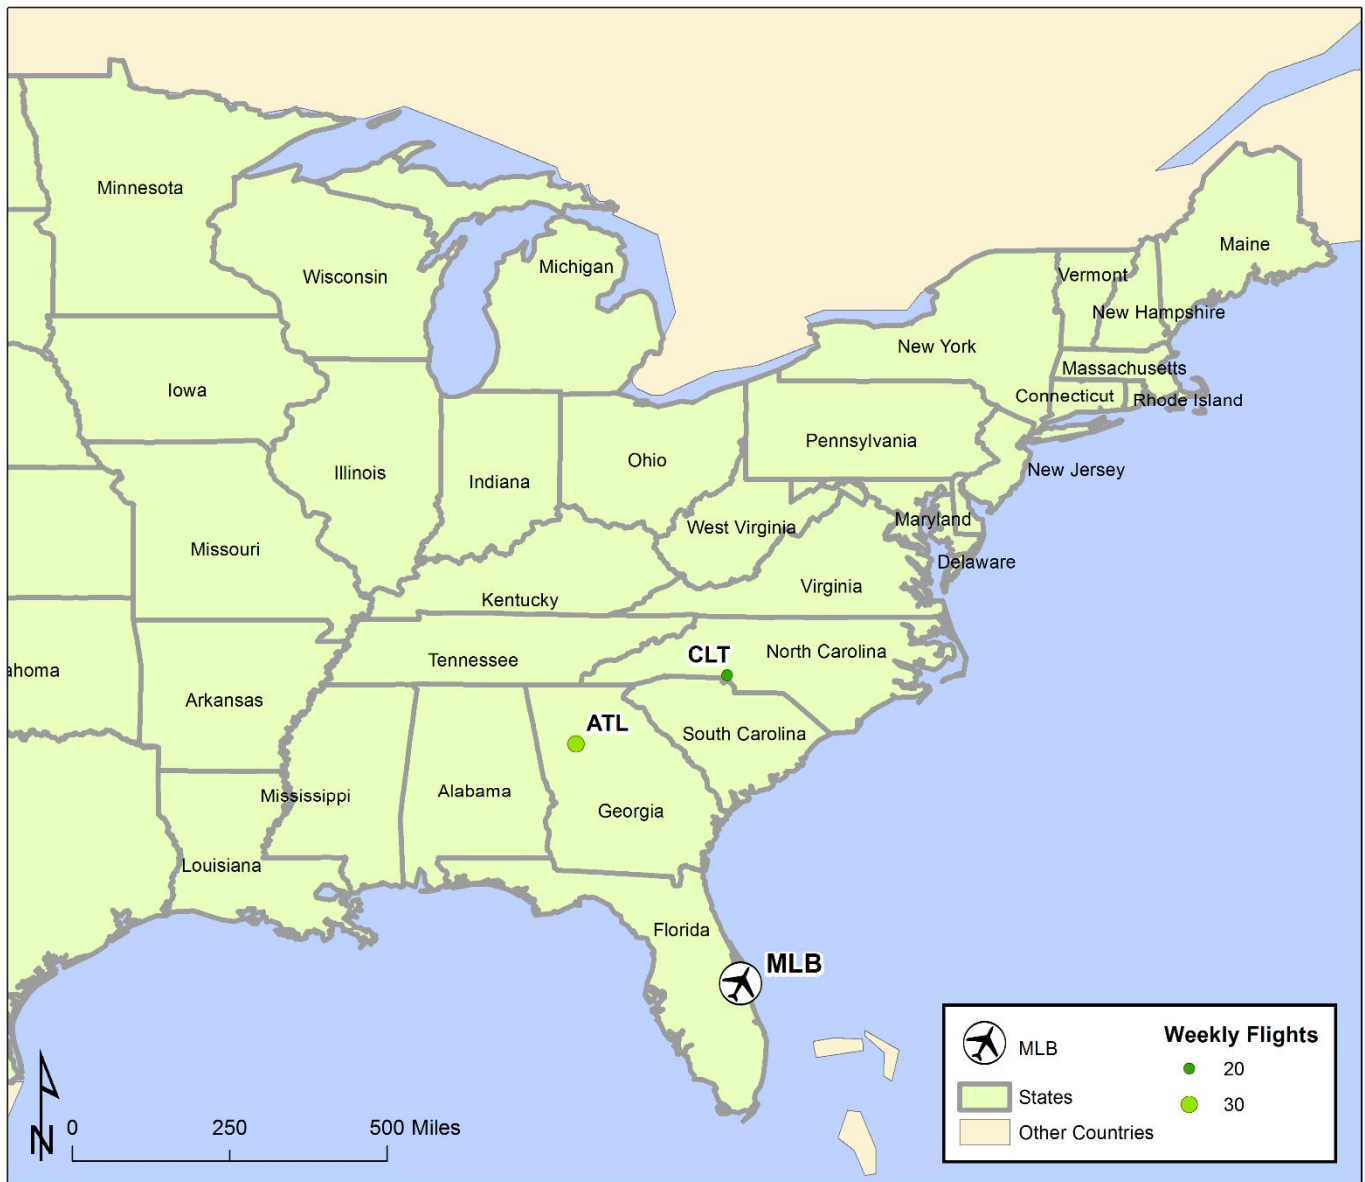 Minnesota
Maine
Michigan
Vermont
Wisconsin
New Hampshire
New York
Massachusetts
Iowa
Connecticut
Rhode Island
Pennsylvania
Ohio
Illinois
New Jersey
Indiana
Maryland
West Virginia
Missouri
Delaware
Virginia
Kentucky
North Carolina
CLT
Tennessee
ahoma
Arkansas
ATL
South Carolina
Alabama
Mississippi
Georgia
Louisiana
Florida
MLB
MLB
States
Other Countries
Weekly Flights
20
30
N
0 250 500 Miles